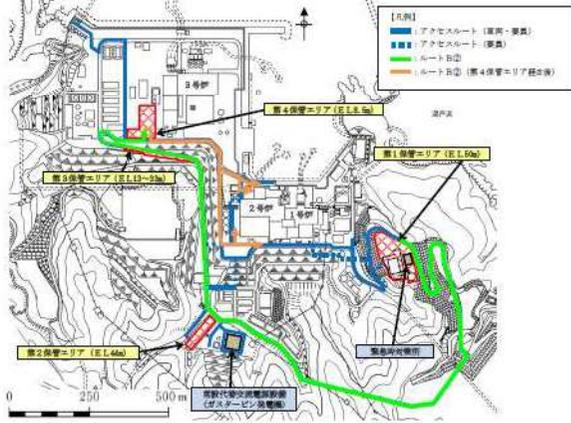 【凡例】
：アクセスルート（車両・要員）
：アクセスルート（要員）
：ルートB②
：ルートB②（第4保管エリア経由後）
3号炉
第4保管エリア（EL8.5m）
第1保管エリア（EL50m）
第3保管エリア（EL13～33m）
2号炉
1号炉
第2保管エリア（EL44m）
緊急時対策所
常設代替交流電源設備
（ガスタービン発電機）
0 250 500 m